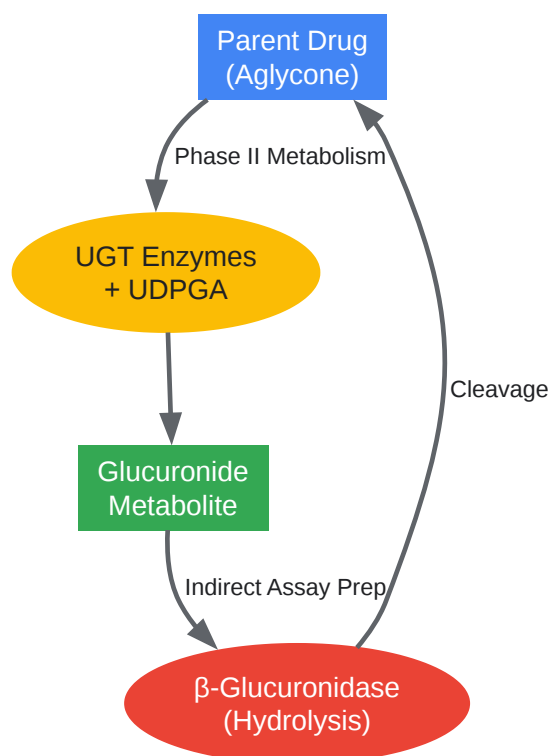 Parent Drug
(Aglycone)
Phase II Metabolism
UGT Enzymes
+ UDPGA
Cleavage
Glucuronide
Metabolite
Indirect Assay Prep
β-Glucuronidase
(Hydrolysis)